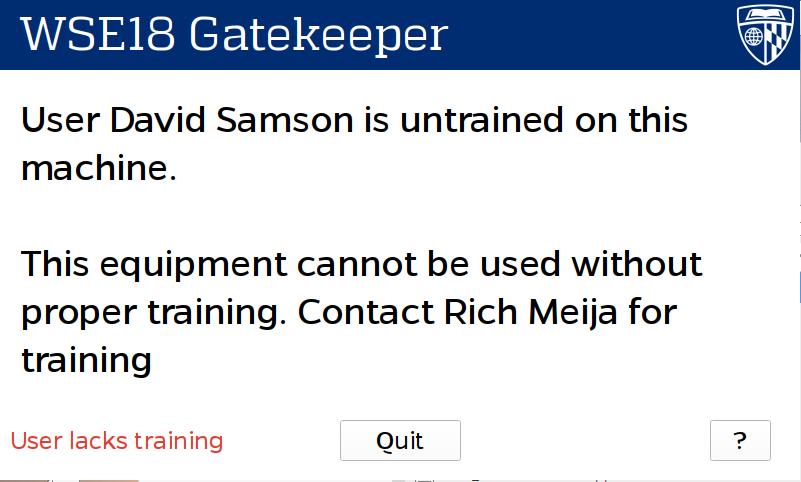 WSE18 Gatekeeper
User David Samson is untrained on this
machine.
This equipment cannot be used without
proper training. Contact Rich Meija for
training
User lacks training
Quit
?